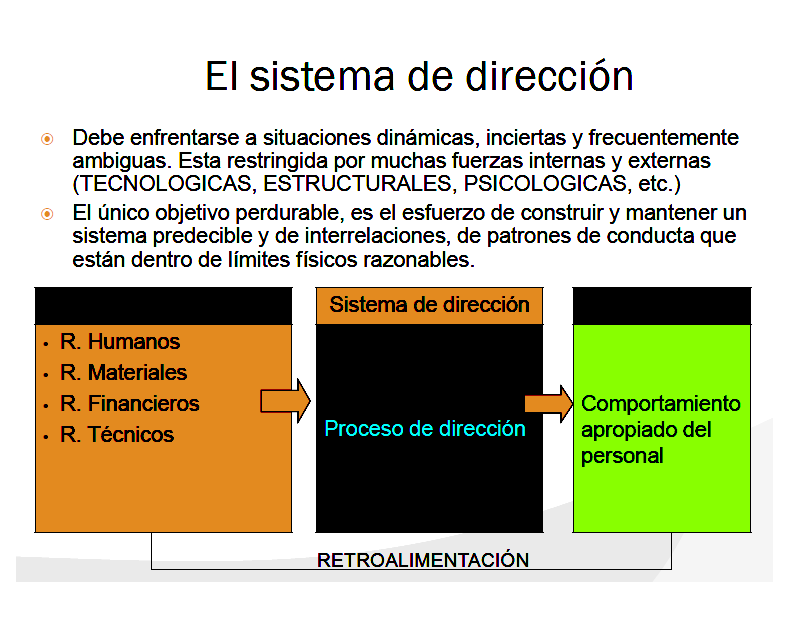 El sistema de dirección
Debe enfrentarse a situaciones dinámicas, inciertas y frecuentemente
ambiguas. Esta restringida por muchas fuerzas internas y externas
(TECNOLOGICAS, ESTRUCTURALES, PSICOLOGICAS, etc.)
El único objetivo perdurable, es el esfuerzo de construir y mantener un
sistema predecible y de interrelaciones, de patrones de conducta que
están dentro de límites físicos razonables.
Sistema de dirección
• R. Humanos
• R. Materiales
• R. Financieros
• R. Técnicos
Proceso de dirección
Comportamiento
apropiado del
personal
RETROALIMENTACIÓN